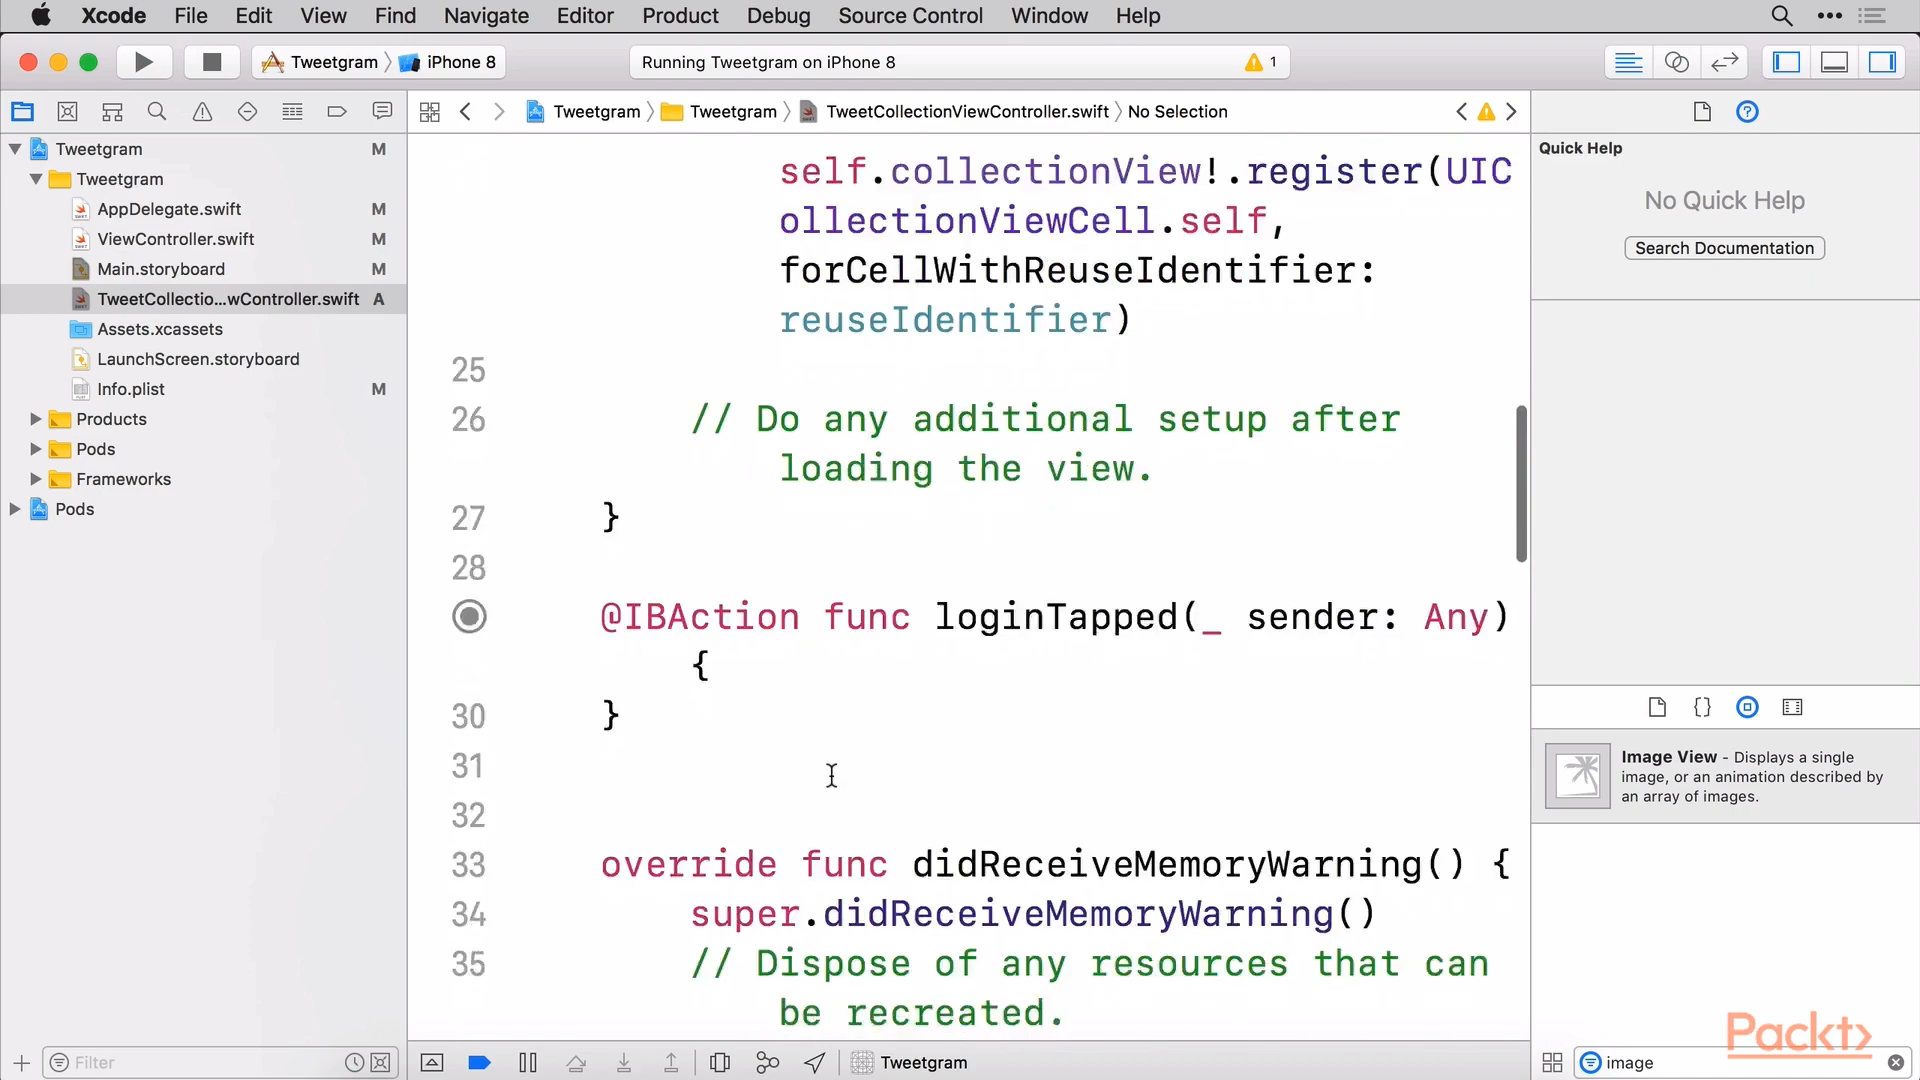 Xcode File Edit View Find Navigate Editor Product Debug Source Control Window Help
Tweetgram iPhone 8
Running Tweetgram on iPhone 8
1
Tweetgram Tweetgram TweetCollectionViewController.swift No Selection
Tweetgram M
Tweetgram
AppDelegate.swift M
ViewController.swift M
Main.storyboard M
TweetCollectio...wController.swift A
Assets.xcassets
LaunchScreen.storyboard
Info.plist M
Products
Pods
Frameworks
Pods
Filter
self.collectionView!.register(UIC
ollectionViewCell.self,
forCellWithReuseIdentifier:
reuseIdentifier)
25
26 // Do any additional setup after
loading the view.
27 }
28
@IBAction func loginTapped(_ sender: Any)
{
30 }
31
32
33 override func didReceiveMemoryWarning() {
34 super.didReceiveMemoryWarning()
35 // Dispose of any resources that can
be recreated.
Tweetgram
Quick Help
No Quick Help
Search Documentation
{}
Image View - Displays a single
image, or an animation described by
an array of images.
Packt>
image